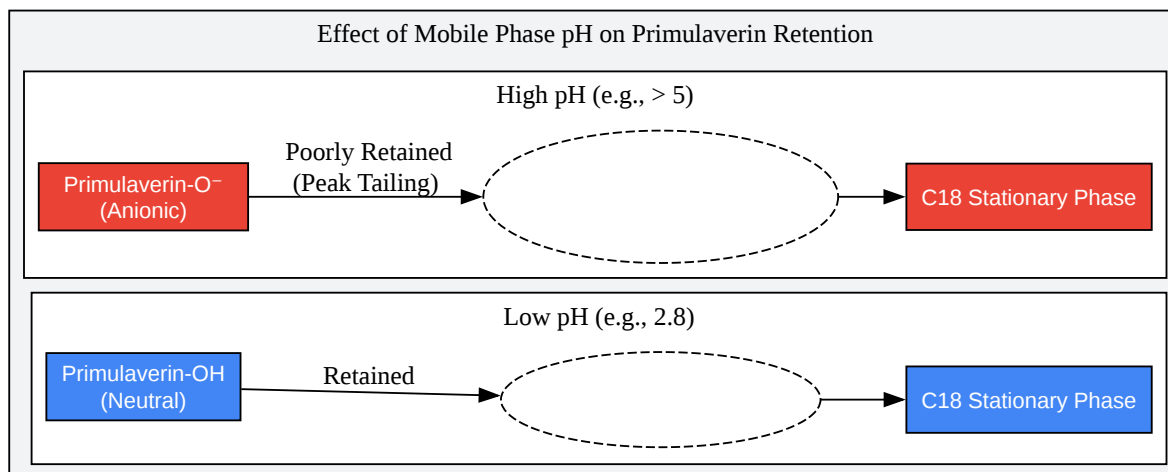 Effect of Mobile Phase pH on Primulaverin Retention
High pH (e.g., > 5)
Primulaverin-O⁻
(Anionic)
Poorly Retained
(Peak Tailing)
C18 Stationary Phase
Low pH (e.g., 2.8)
Primulaverin-OH
(Neutral)
Retained
C18 Stationary Phase